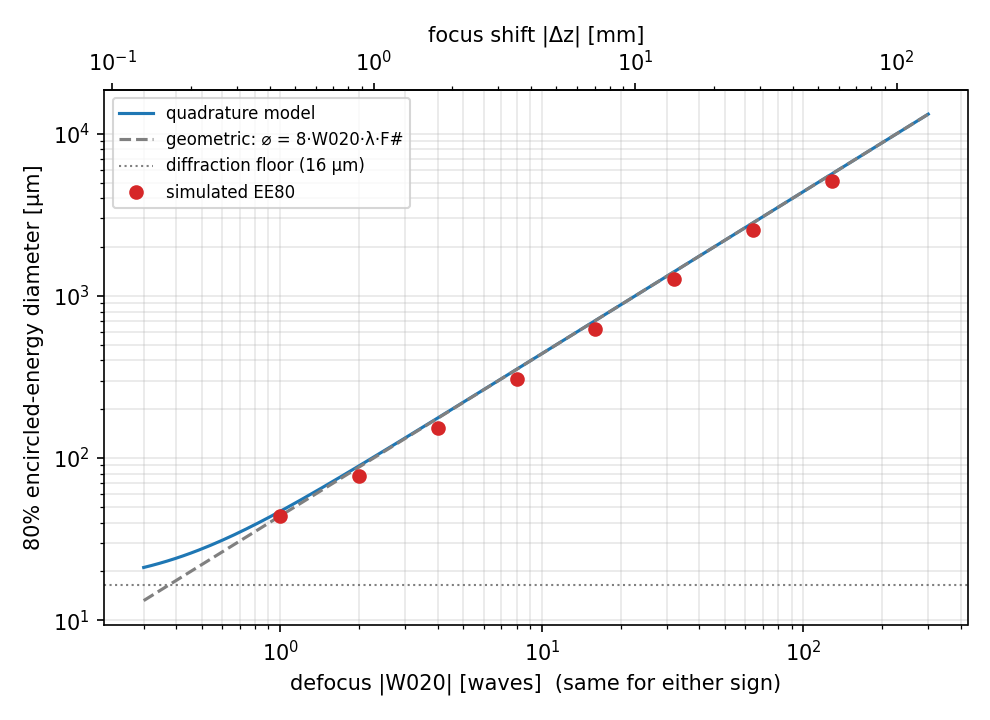 focus shift |Δz| [mm]
10⁻¹ 10⁰ 10¹ 10²
quadrature model
geometric: ⌀ = 8·W020·λ·F#
diffraction floor (16 μm)
simulated EE80
80% encircled-energy diameter [μm]
10⁴
10³
10²
10¹
10⁰ 10¹ 10²
defocus |W020| [waves]  (same for either sign)